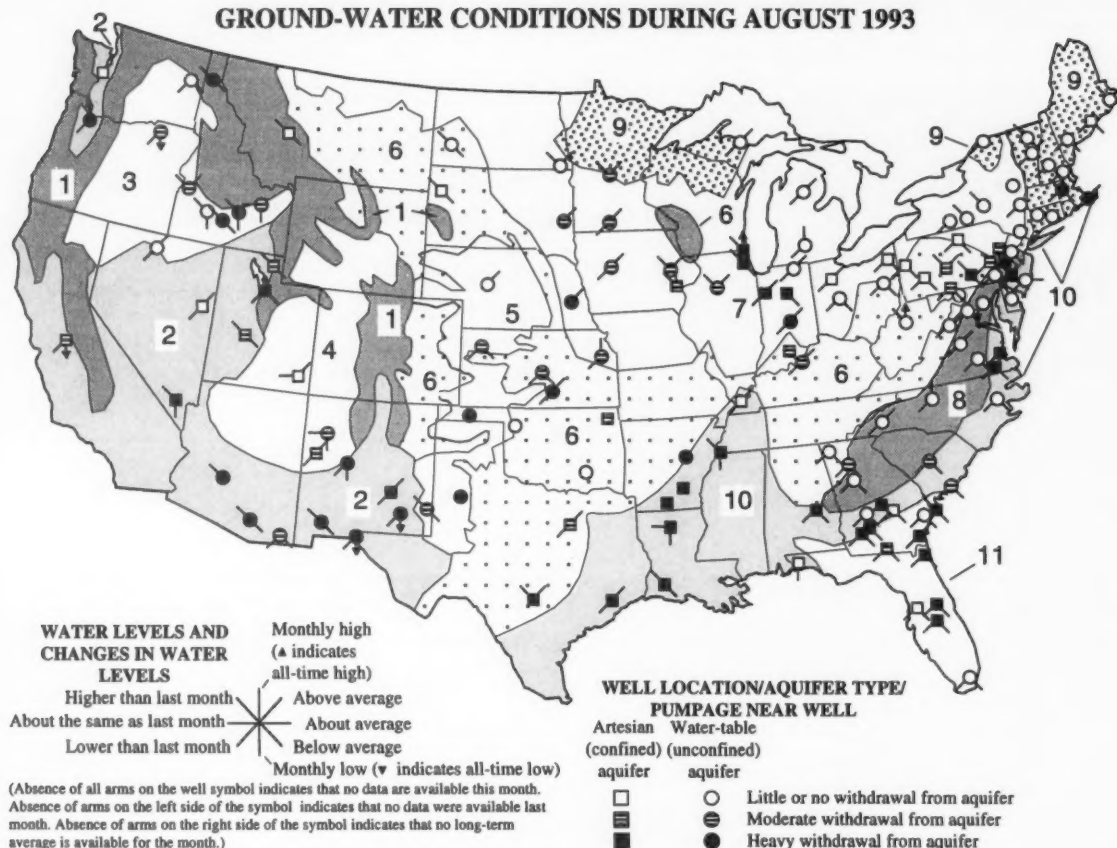 GROUND-WATER CONDITIONS DURING AUGUST 1993
2
9
9
1
3
6
1
6
2
1
5
7
10
4
6
6
8
6
2
10
11
WATER LEVELS AND
CHANGES IN WATER
LEVELS
Monthly high
(▲ indicates
all-time high)
Higher than last month
Above average
About the same as last month
About average
Lower than last month
Below average
Monthly low (▼ indicates all-time low)
(Absence of all arms on the well symbol indicates that no data are available this month.
Absence of arms on the left side of the symbol indicates that no data were available last
month. Absence of arms on the right side of the symbol indicates that no long-term
average is available for the month.)
WELL LOCATION/AQUIFER TYPE/
PUMPAGE NEAR WELL
Artesian Water-table
(confined) (unconfined)
aquifer aquifer
Little or no withdrawal from aquifer
Moderate withdrawal from aquifer
Heavy withdrawal from aquifer